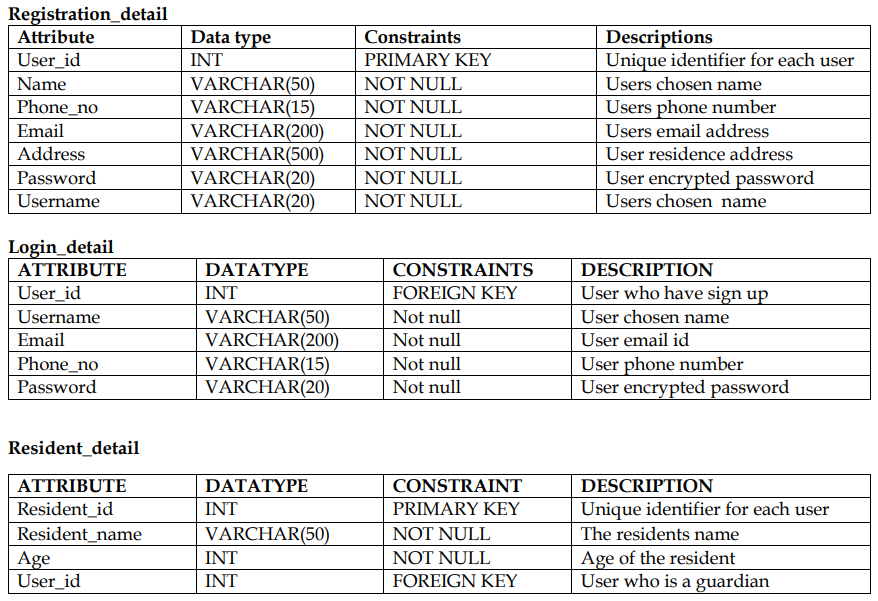 Registration_detail
Attribute Data type Constraints Descriptions
User_id INT PRIMARY KEY Unique identifier for each user
Name VARCHAR(50) NOT NULL Users chosen name
Phone_no VARCHAR(15) NOT NULL Users phone number
Email VARCHAR(200) NOT NULL Users email address
Address VARCHAR(500) NOT NULL User residence address
Password VARCHAR(20) NOT NULL User encrypted password
Username VARCHAR(20) NOT NULL Users chosen name
Login_detail
ATTRIBUTE DATATYPE CONSTRAINTS DESCRIPTION
User_id INT FOREIGN KEY User who have sign up
Username VARCHAR(50) Not null User chosen name
Email VARCHAR(200) Not null User email id
Phone_no VARCHAR(15) Not null User phone number
Password VARCHAR(20) Not null User encrypted password
Resident_detail
ATTRIBUTE DATATYPE CONSTRAINT DESCRIPTION
Resident_id INT PRIMARY KEY Unique identifier for each user
Resident_name VARCHAR(50) NOT NULL The residents name
Age INT NOT NULL Age of the resident
User_id INT FOREIGN KEY User who is a guardian